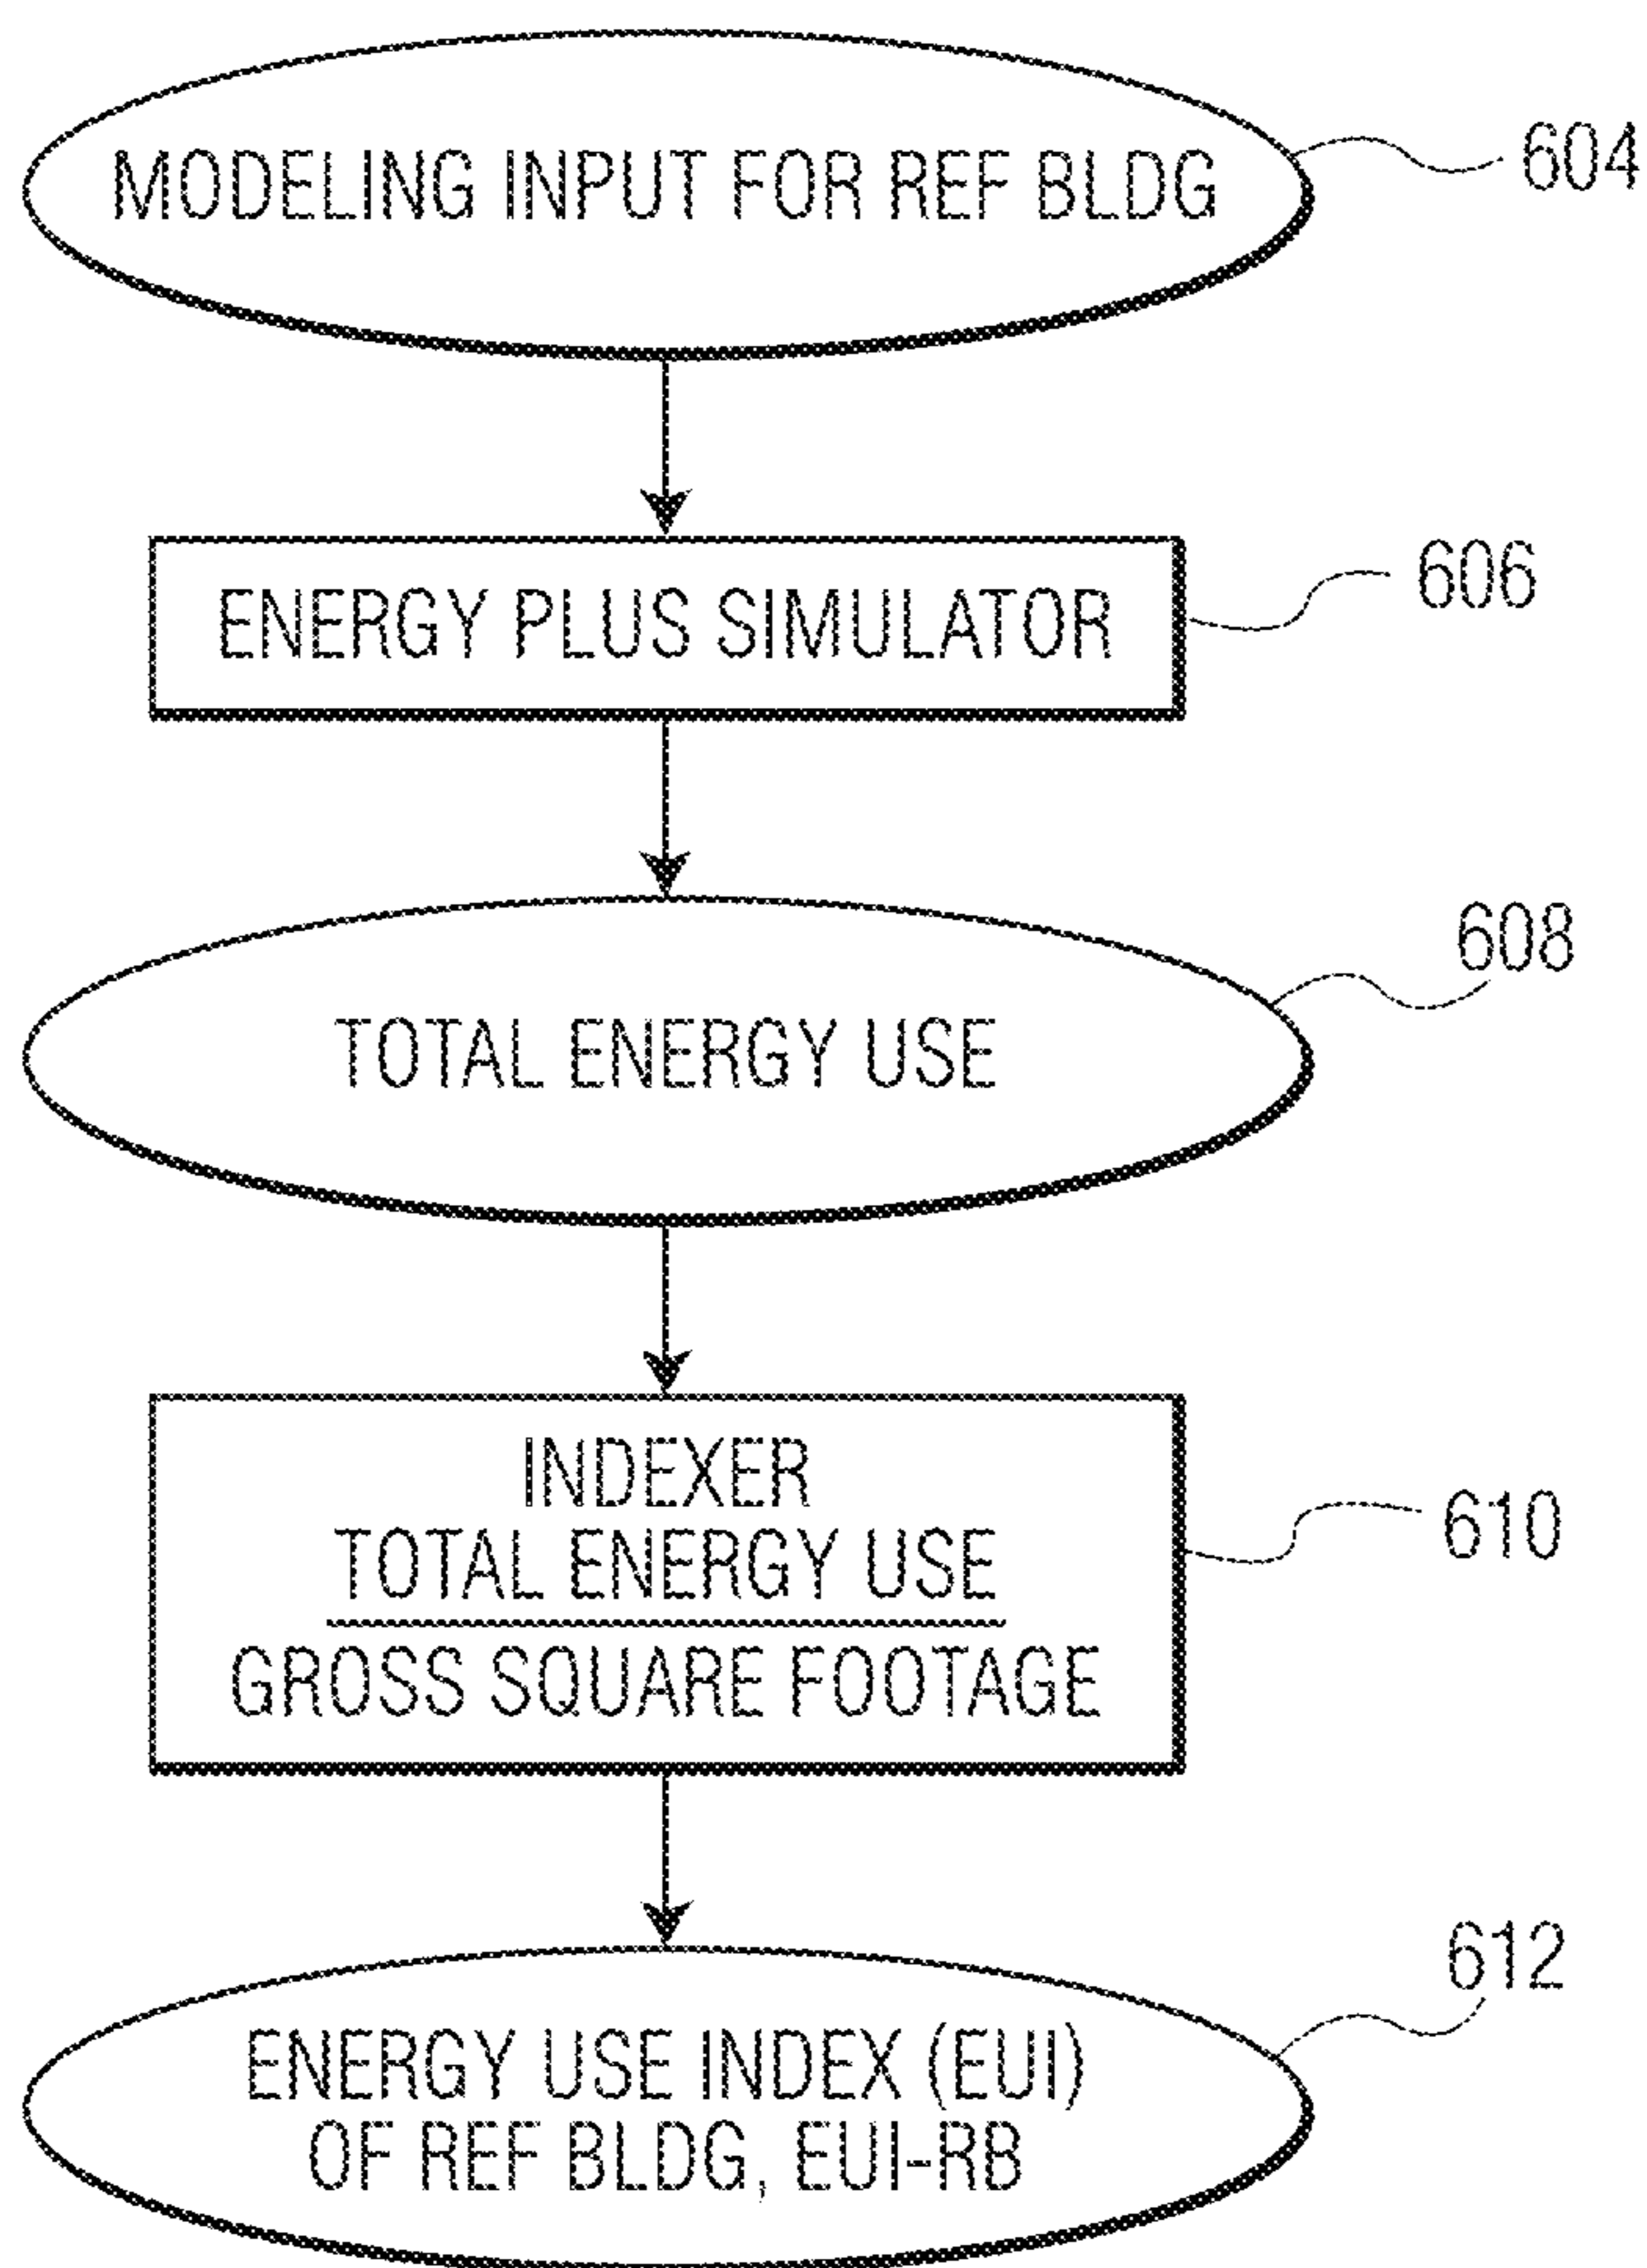 MODELING INPUT FOR REF BLDG
604
ENERGY PLUS SIMULATOR
606
608
TOTAL ENERGY USE
INDEXER
TOTAL ENERGY USE
GROSS SQUARE FOOTAGE
610
612
ENERGY USE INDEX (EUI)
OF REF BLDG, EUI-RB